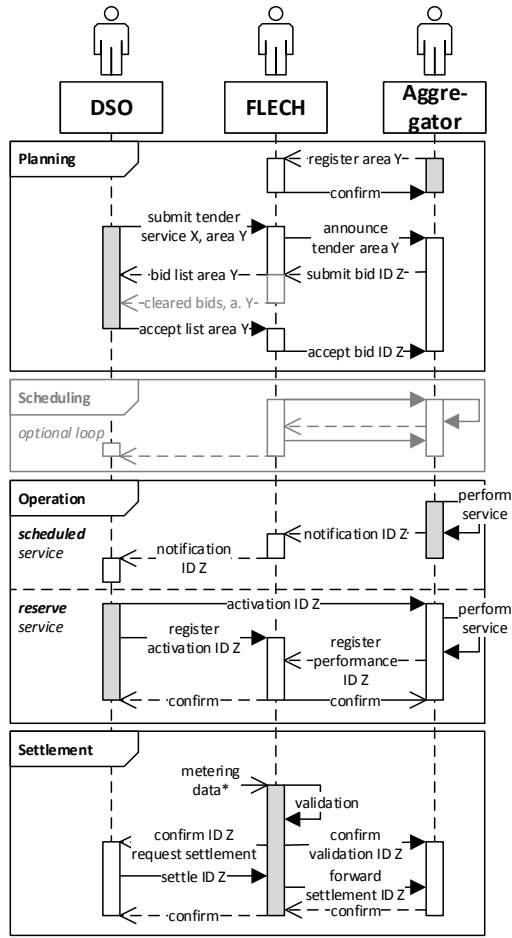 DSO
FLECH
Aggre-
gator
Planning
register area Y
confirm
submit tender
service X, area Y
announce
tender area Y
bid list area Y
submit bid ID Z
cleared bids, a. Y
accept list area Y
accept bid ID Z
Scheduling
optional loop
Operation
perform
service
scheduled
service
notification ID Z
notification
ID Z
reserve
service
activation ID Z
perform
service
register
activation ID Z
register
performance
ID Z
confirm
confirm
Settlement
metering
data*
validation
confirm ID Z
request settlement
confirm
validation ID Z
settle ID Z
forward
settlement ID Z
confirm
confirm